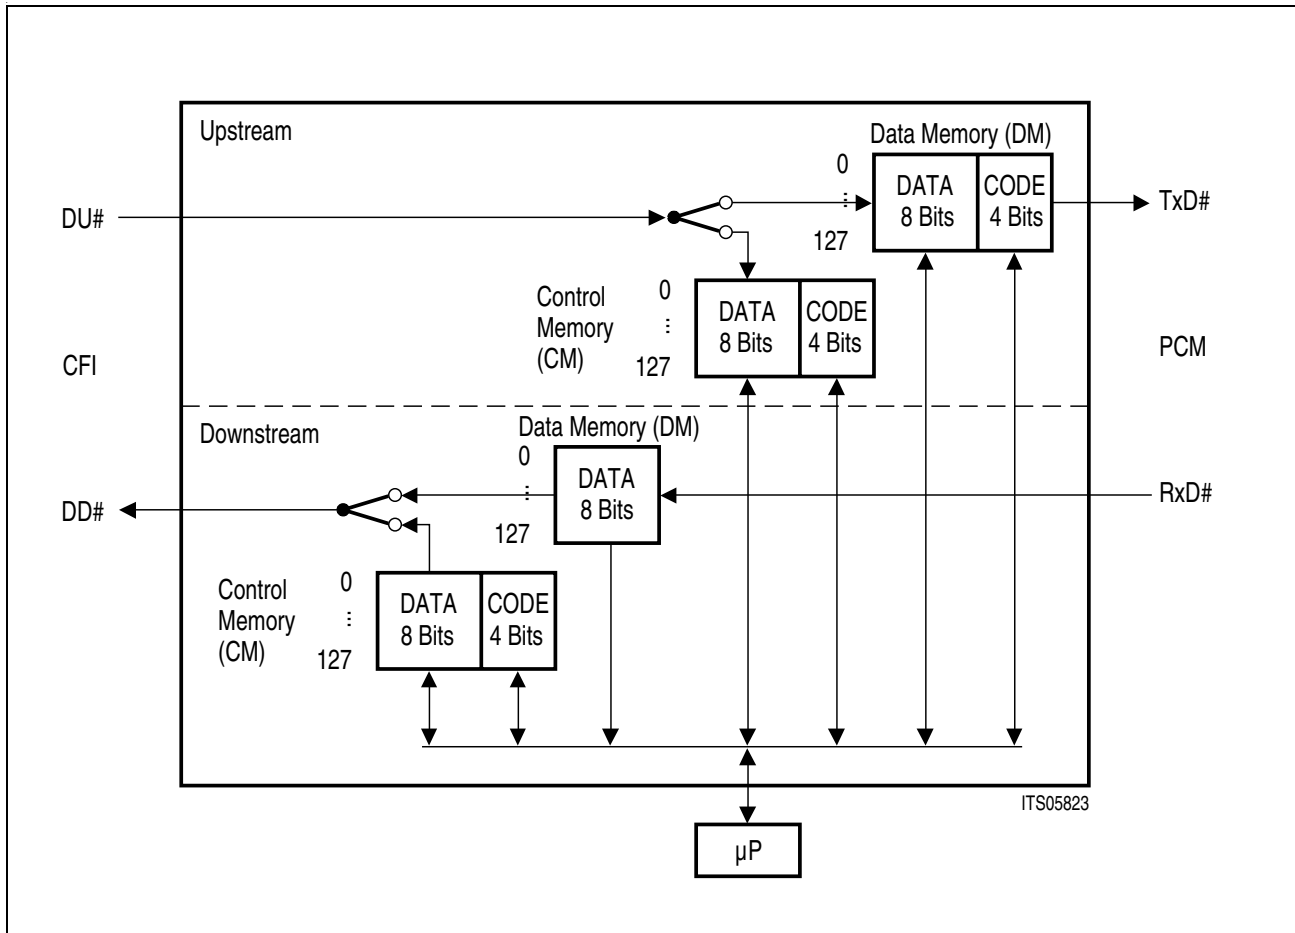 Upstream
Data Memory (DM)
0
...
127
DATA
8 Bits
CODE
4 Bits
DU#
TxD#
Control
Memory
(CM)
0
...
127
DATA
8 Bits
CODE
4 Bits
CFI
PCM
Downstream
Data Memory (DM)
0
...
127
DATA
8 Bits
DD#
RxD#
Control
Memory
(CM)
0
...
127
DATA
8 Bits
CODE
4 Bits
ITS05823
µP